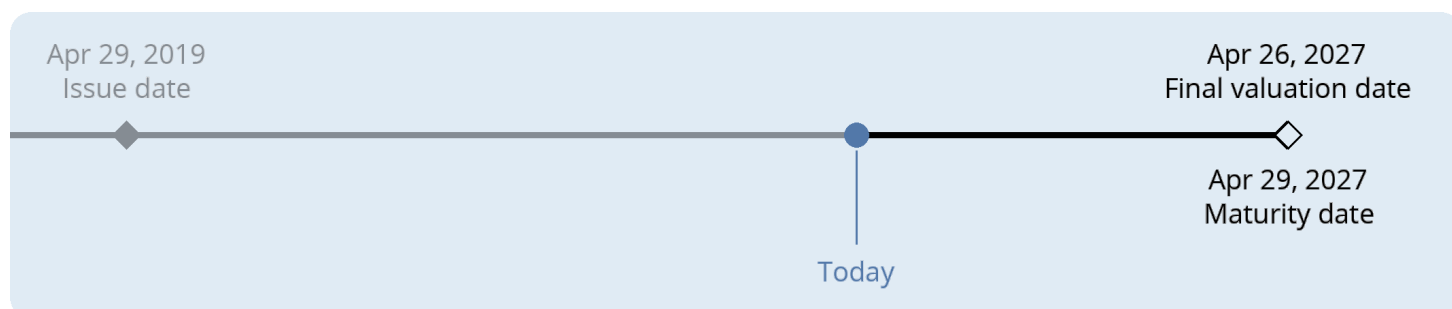 Apr 29, 2019
Issue date
Apr 26, 2027
Final valuation date
Apr 29, 2027
Maturity date
Today